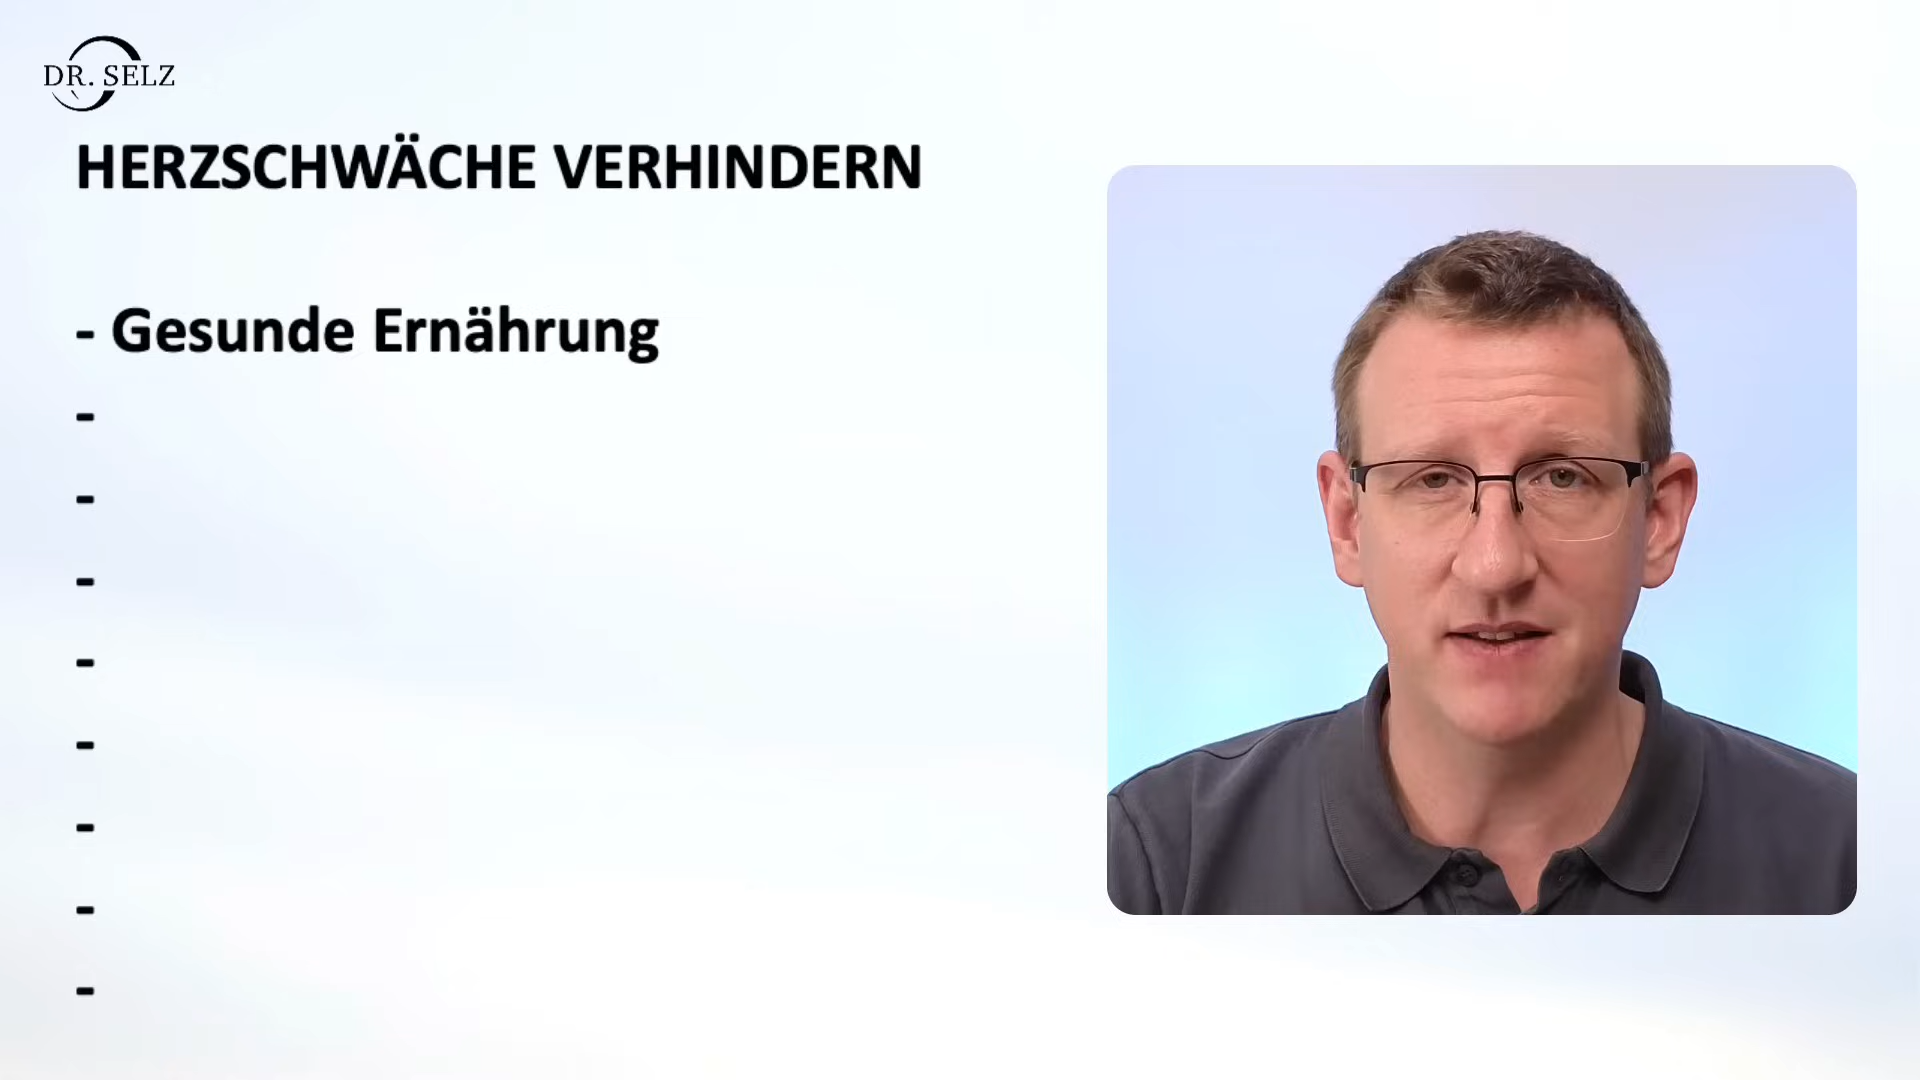 DR. SELZ
HERZSCHWÄCHE VERHINDERN
- Gesunde Ernährung
-
-
-
-
-
-
-
-